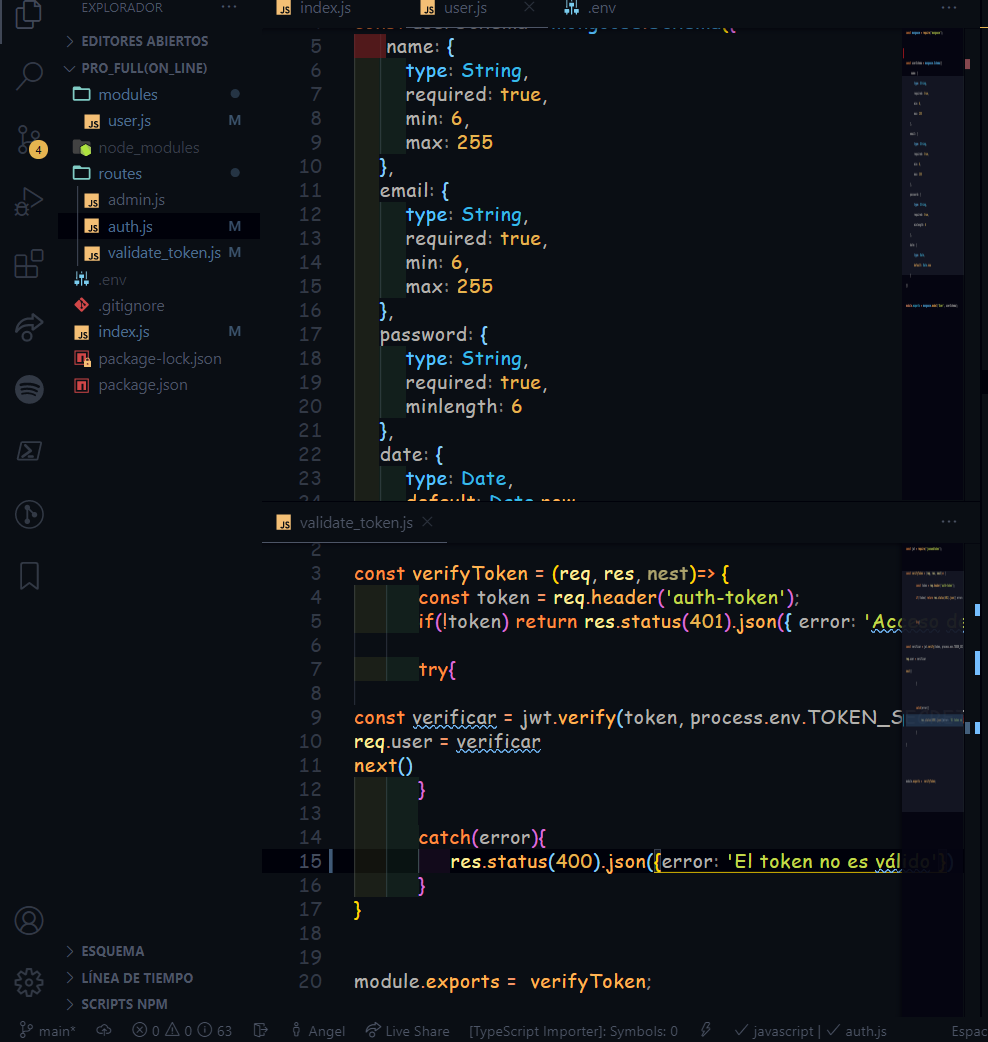 EXPLORADOR
EDITORES ABIERTOS
PRO_FULL(ON_LINE)
modules
user.js M
node_modules
routes
admin.js
auth.js M
validate_token.js M
.env
.gitignore
index.js M
package-lock.json
package.json
ESQUEMA
LÍNEA DE TIEMPO
SCRIPTS NPM
4
index.js user.js .env
5 name: {
6 type: String,
7 required: true,
8 min: 6,
9 max: 255
10 },
11 email: {
12 type: String,
13 required: true,
14 min: 6,
15 max: 255
16 },
17 password: {
18 type: String,
19 required: true,
20 minlength: 6
21 },
22 date: {
23 type: Date,
24 default: Date.now
validate_token.js
2
3 const verifyToken = (req, res, nest)=> {
4 const token = req.header('auth-token');
5 if(!token) return res.status(401).json({ error: 'Acceso
6
7 try{
8
9 const verificar = jwt.verify(token, process.env.TOKEN_
10 req.user = verificar
11 next()
12 }
13
14 catch(error){
15 res.status(400).json({error: 'El token no es válido'})
16 }
17 }
18
19
20 module.exports = verifyToken;
main* 0 0 63 Angel Live Share [TypeScript Importer]: Symbols: 0 javascript | auth.js Espac